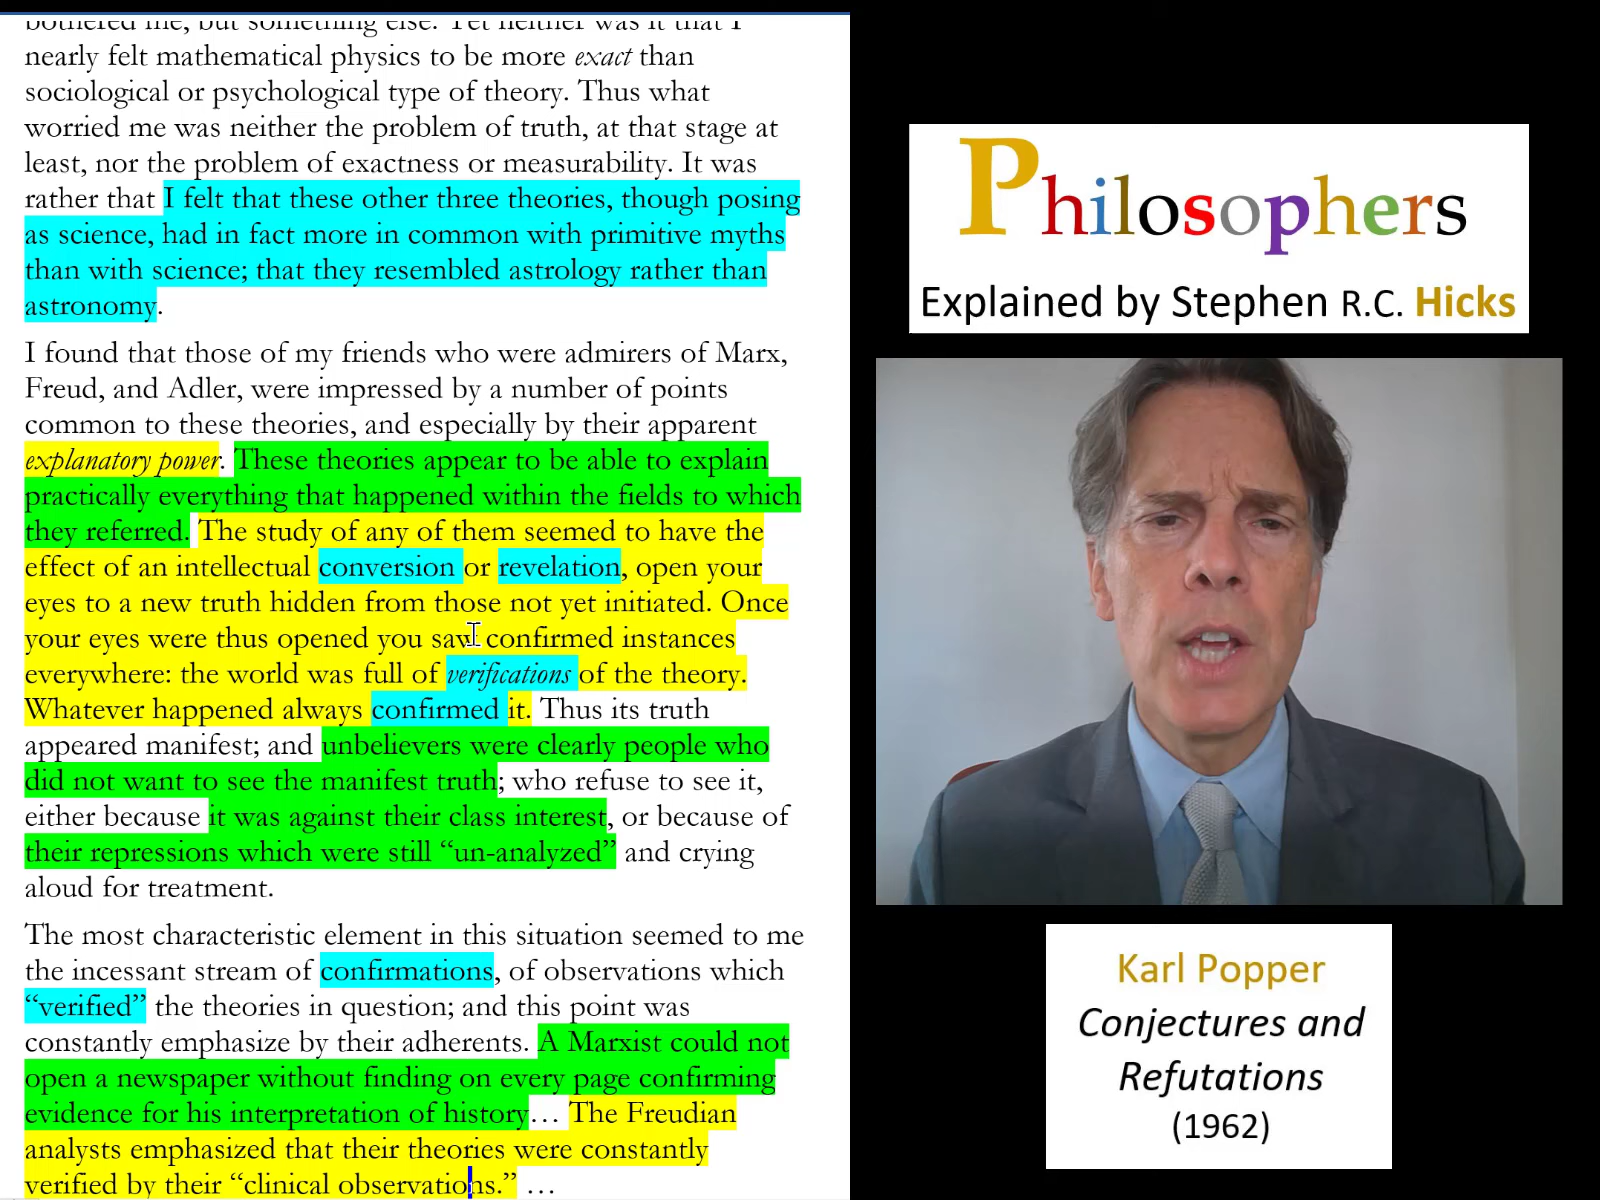 bothered me, but something else. Yet neither was it that I
nearly felt mathematical physics to be more exact than
sociological or psychological type of theory. Thus what
worried me was neither the problem of truth, at that stage at
least, nor the problem of exactness or measurability. It was
rather that I felt that these other three theories, though posing
as science, had in fact more in common with primitive myths
than with science; that they resembled astrology rather than
astronomy.
I found that those of my friends who were admirers of Marx,
Freud, and Adler, were impressed by a number of points
common to these theories, and especially by their apparent
explanatory power. These theories appear to be able to explain
practically everything that happened within the fields to which
they referred. The study of any of them seemed to have the
effect of an intellectual conversion or revelation, open your
eyes to a new truth hidden from those not yet initiated. Once
your eyes were thus opened you saw confirmed instances
everywhere: the world was full of verifications of the theory.
Whatever happened always confirmed it. Thus its truth
appeared manifest; and unbelievers were clearly people who
did not want to see the manifest truth; who refuse to see it,
either because it was against their class interest, or because of
their repressions which were still “un-analyzed” and crying
aloud for treatment.
The most characteristic element in this situation seemed to me
the incessant stream of confirmations, of observations which
“verified” the theories in question; and this point was
constantly emphasize by their adherents. A Marxist could not
open a newspaper without finding on every page confirming
evidence for his interpretation of history… The Freudian
analysts emphasized that their theories were constantly
verified by their “clinical observations.” …
Philosophers
Explained by Stephen R.C. Hicks
Karl Popper
Conjectures and
Refutations
(1962)